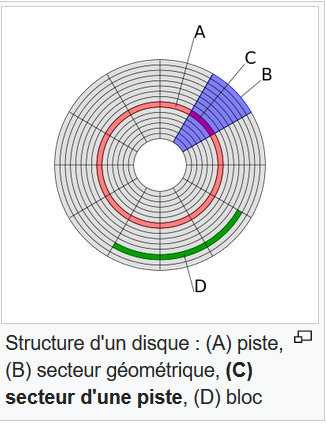 A
C
B
D
Structure d'un disque : (A) piste,
(B) secteur géométrique, (C)
secteur d'une piste, (D) bloc